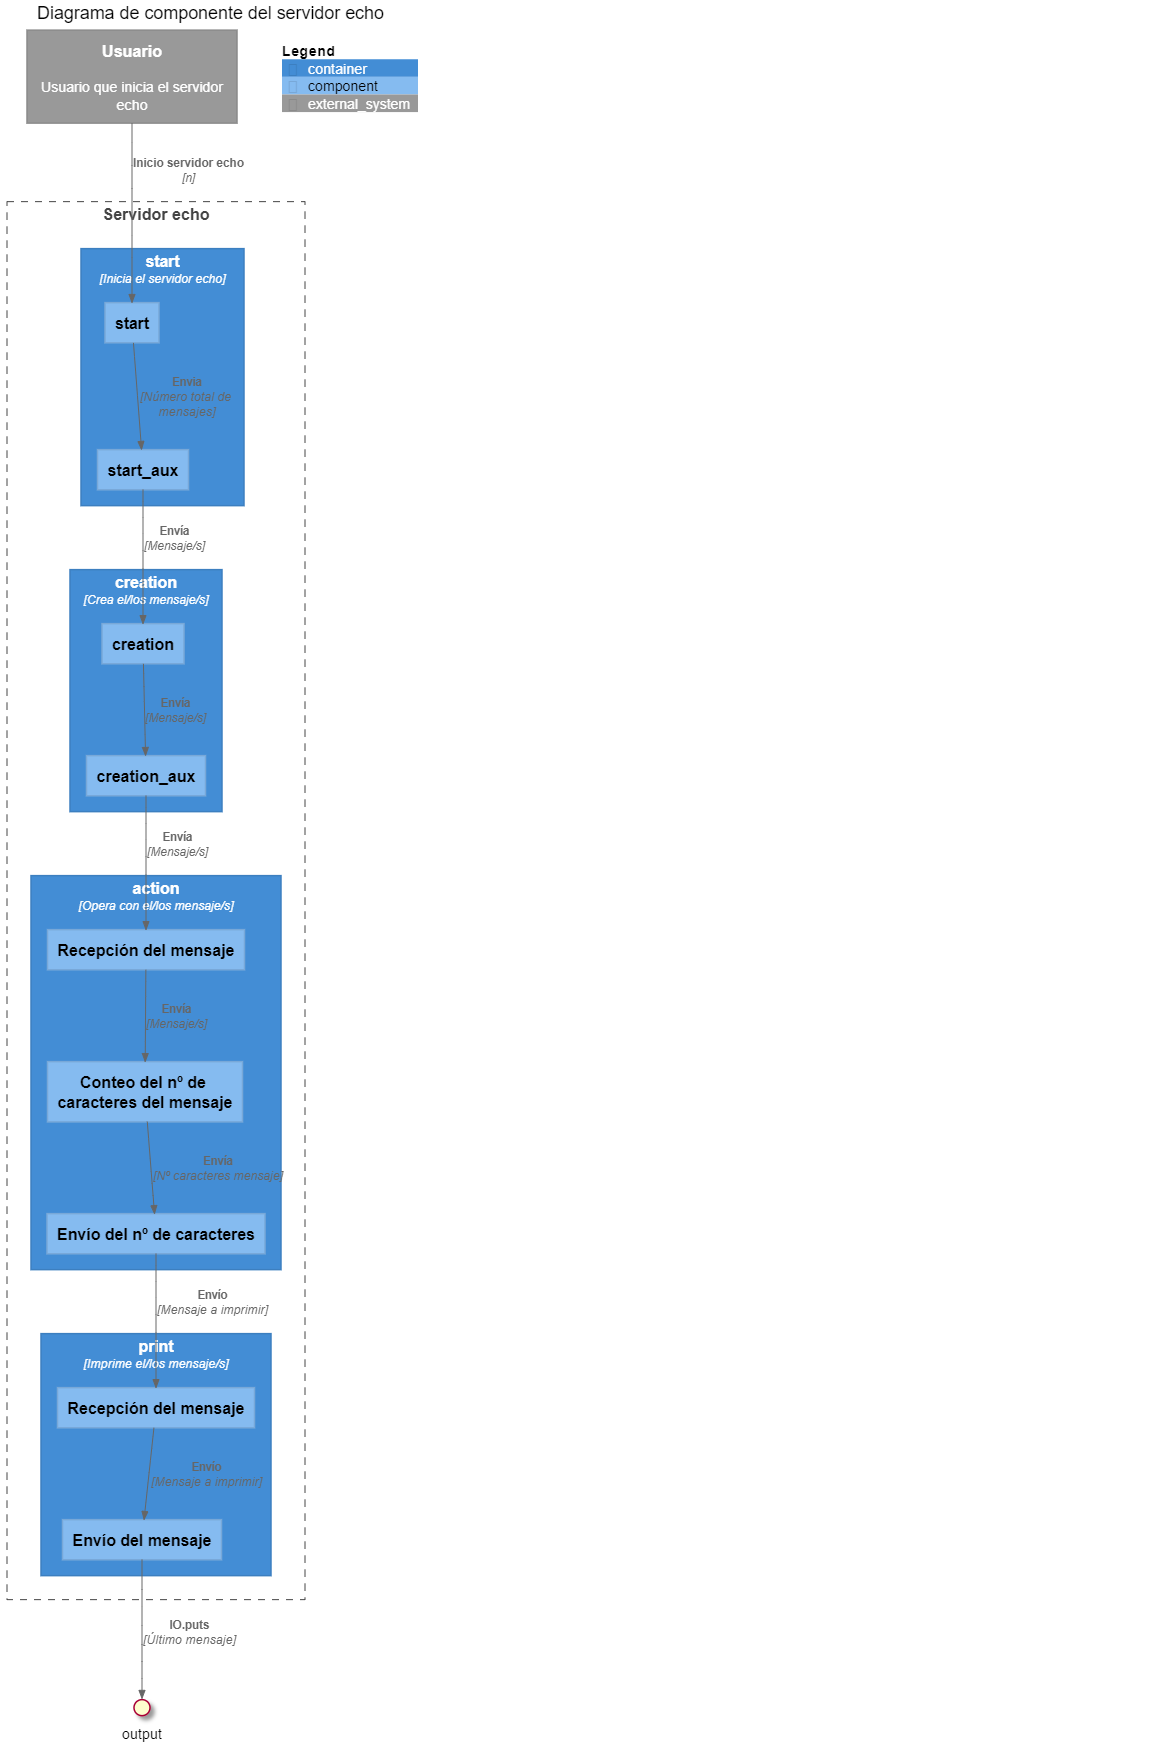 Diagrama de componente del servidor echo
Usuario
Usuario que inicia el servidor
echo
Legend
container
component
external_system
Inicio servidor echo
[n]
Servidor echo
start
[Inicia el servidor echo]
start
Envía
[Número total de
mensajes]
start_aux
Envía
[Mensaje/s]
creation
[Crea el/los mensaje/s]
creation
Envía
[Mensaje/s]
creation_aux
Envía
[Mensaje/s]
action
[Opera con el/los mensaje/s]
Recepción del mensaje
Envía
[Mensaje/s]
Conteo del nº de
caracteres del mensaje
Envía
[Nº caracteres mensaje]
Envío del nº de caracteres
Envío
[Mensaje a imprimir]
print
[Imprime el/los mensaje/s]
Recepción del mensaje
Envío
[Mensaje a imprimir]
Envío del mensaje
IO.puts
[Último mensaje]
output